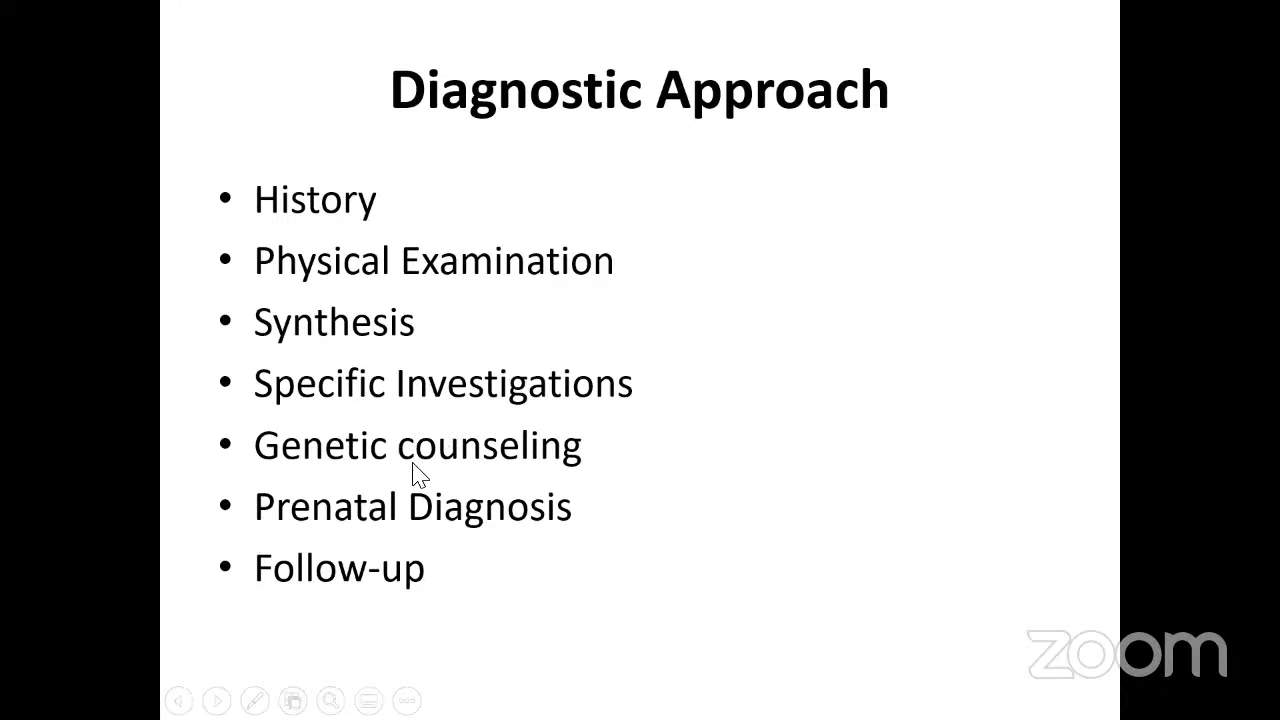 Diagnostic Approach
• History
• Physical Examination
• Synthesis
• Specific Investigations
• Genetic counseling
• Prenatal Diagnosis
• Follow-up
zoom